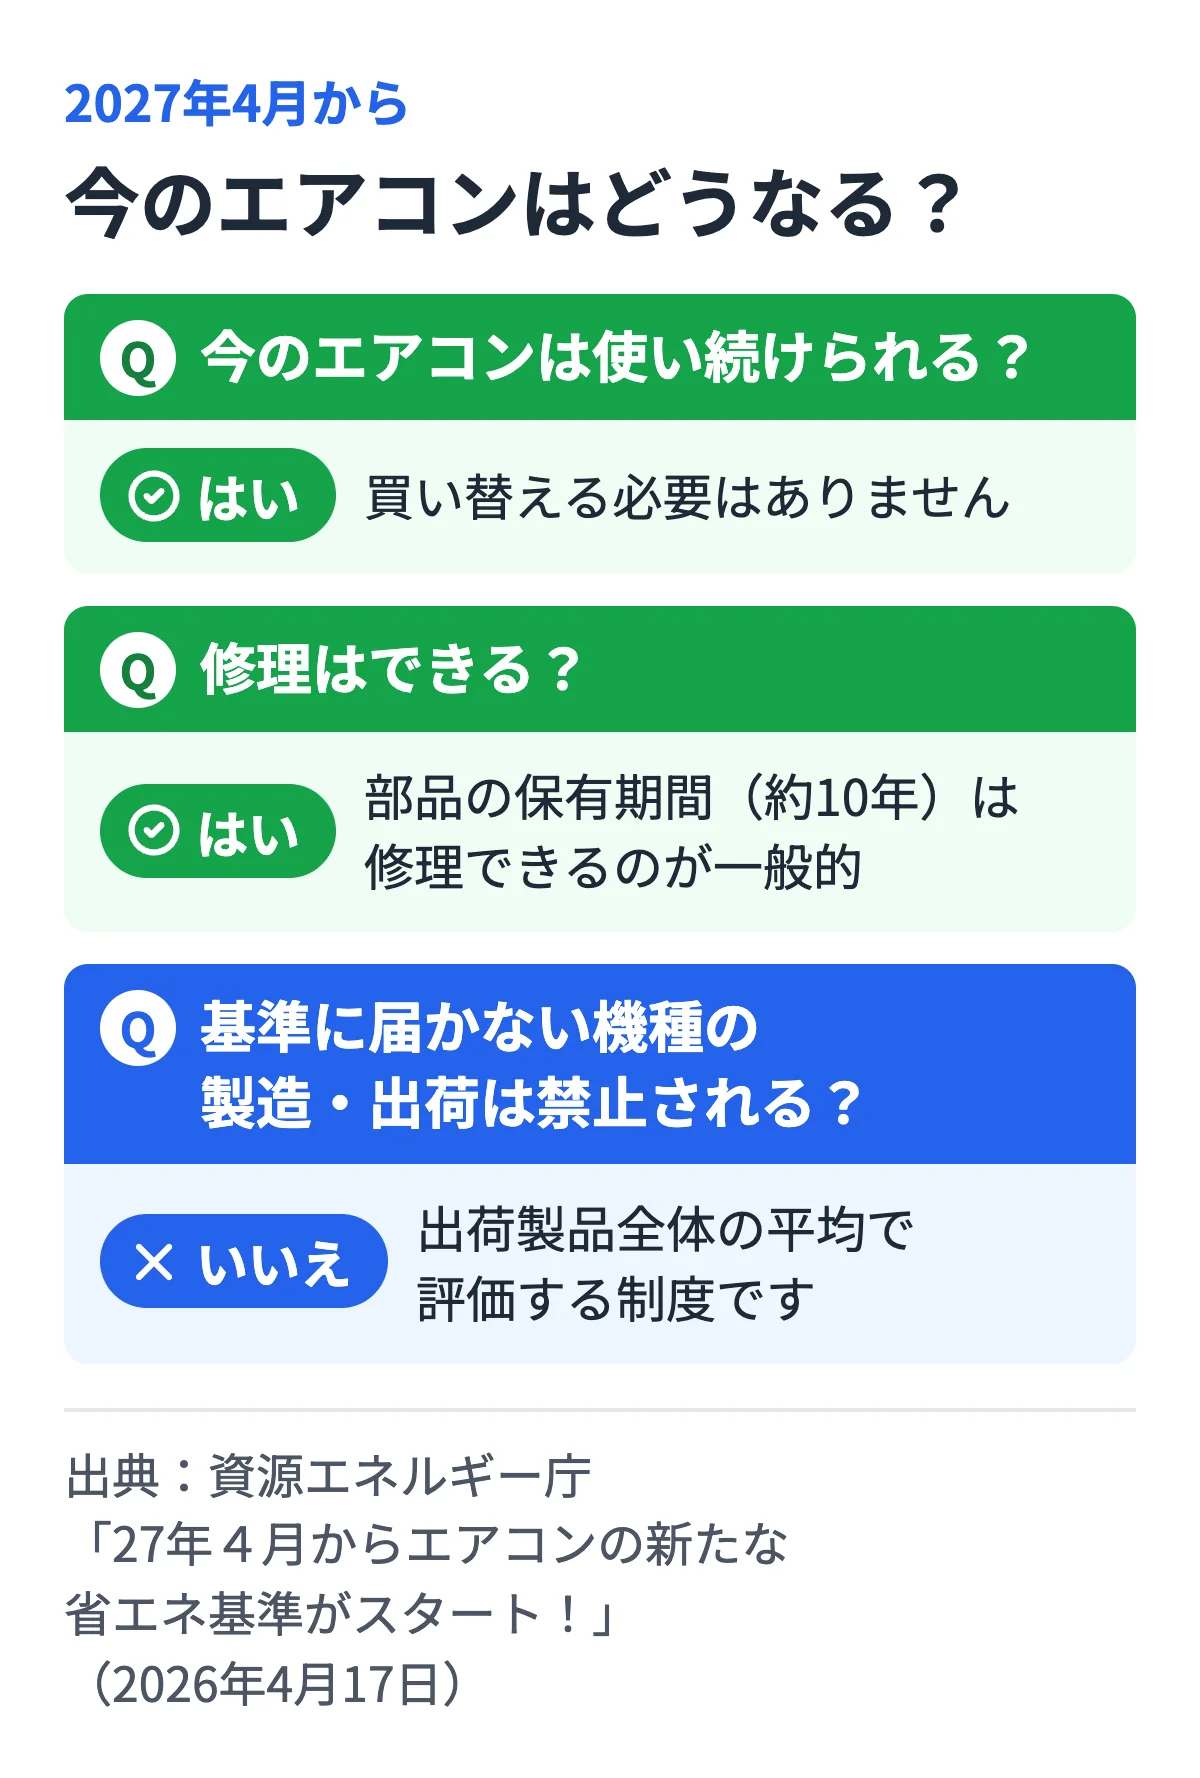 2027年4月から
今のエアコンはどうなる？
Q 今のエアコンは使い続けられる？
はい 買い替える必要はありません
Q 修理はできる？
はい 部品の保有期間（約10年）は
修理できるのが一般的
Q 基準に届かない機種の
製造・出荷は禁止される？
いいえ 出荷製品全体の平均で
評価する制度です
出典：資源エネルギー庁
「27年４月からエアコンの新たな
省エネ基準がスタート！」
（2026年4月17日）